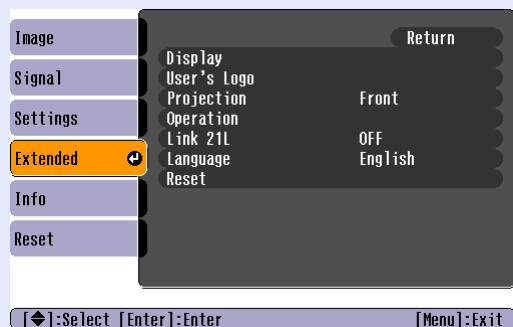 Image
Signal
Settings
Extended
Info
Reset
Return
Display
User's Logo
Projection Front
Operation
Link 21L OFF
Language English
Reset
[◆]:Select [Enter]:Enter [Menu]:Exit